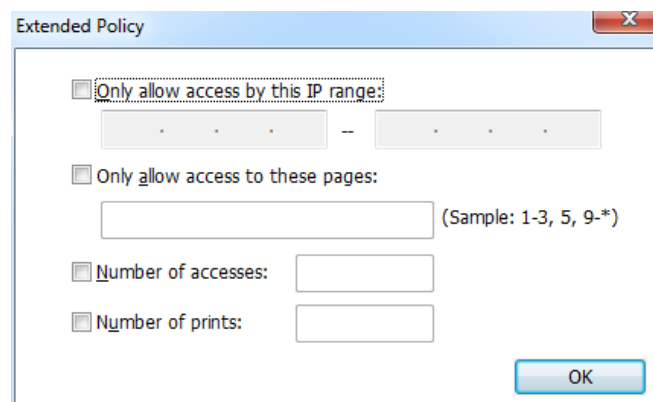 Extended Policy
Only allow access by this IP range:
. . . -- . . .
Only allow access to these pages:
(Sample: 1-3, 5, 9-*)
Number of accesses:
Number of prints:
OK